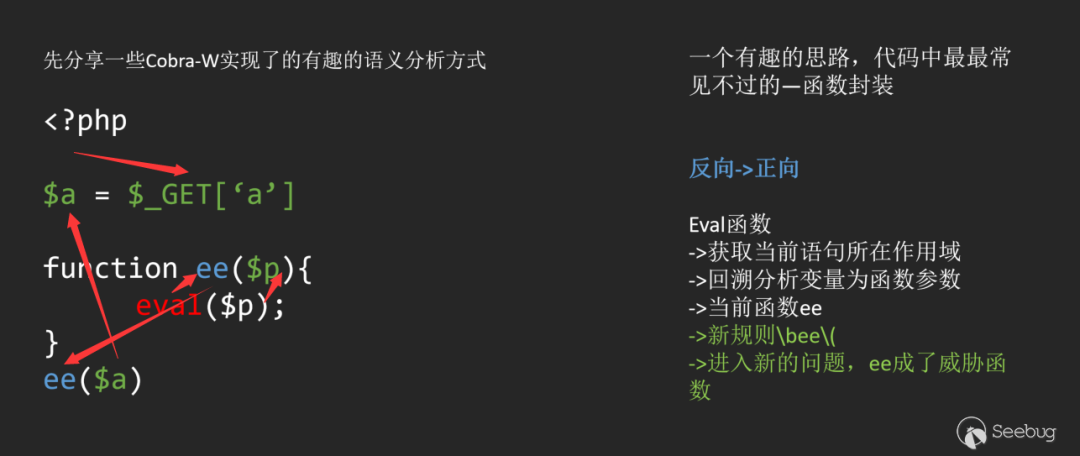 先分享一些Cobra-W实现了的有趣的语义分析方式
<?php
$a = $_GET[‘a’]
function ee($p){
eval($p);
}
ee($a)
一个有趣的思路，代码中最最常
见不过的—函数封装
反向->正向
Eval函数
->获取当前语句所在作用域
->回溯分析变量为函数参数
->当前函数ee
->新规则\bee\(
->进入新的问题，ee成了威胁函
数
Seebug